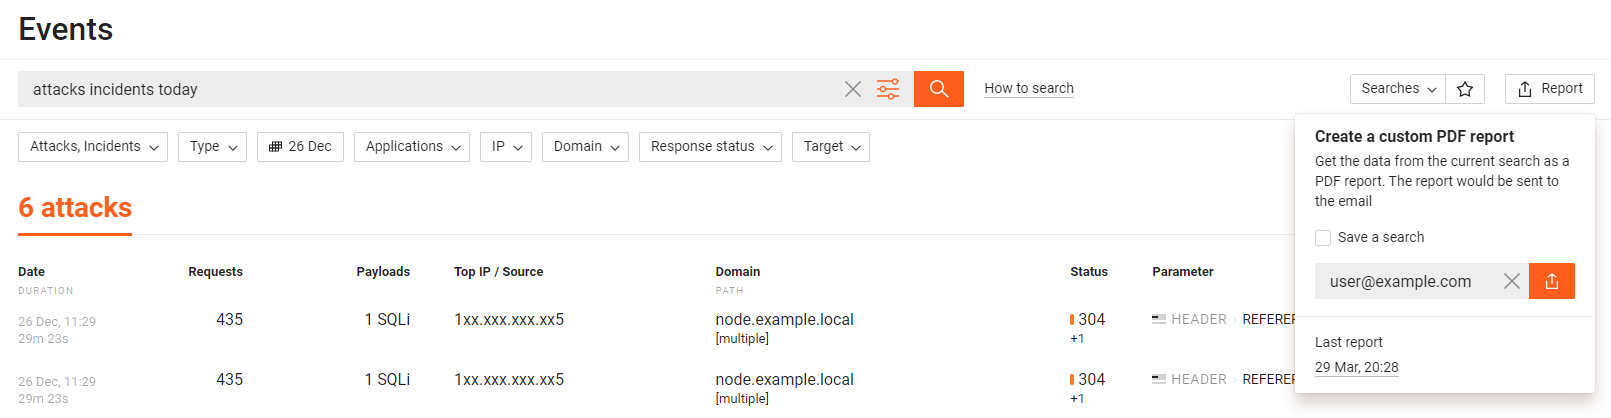 Events
attacks incidents today
How to search
Searches
Report
Attacks, Incidents
Type
26 Dec
Applications
IP
Domain
Response status
Target
Create a custom PDF report
Get the data from the current search as a
PDF report. The report would be sent to
the email
Save a search
user@example.com
Last report
29 Mar, 20:28
6 attacks
Date Requests Payloads Top IP / Source Domain Status Parameter
DURATION PATH
26 Dec, 11:29 435 1 SQLi 1xx.xxx.xxx.xx5 node.example.local 304 HEADER REFERER
29m 23s [multiple] +1
26 Dec, 11:29 435 1 SQLi 1xx.xxx.xxx.xx5 node.example.local 304 HEADER REFERER
29m 23s [multiple] +1